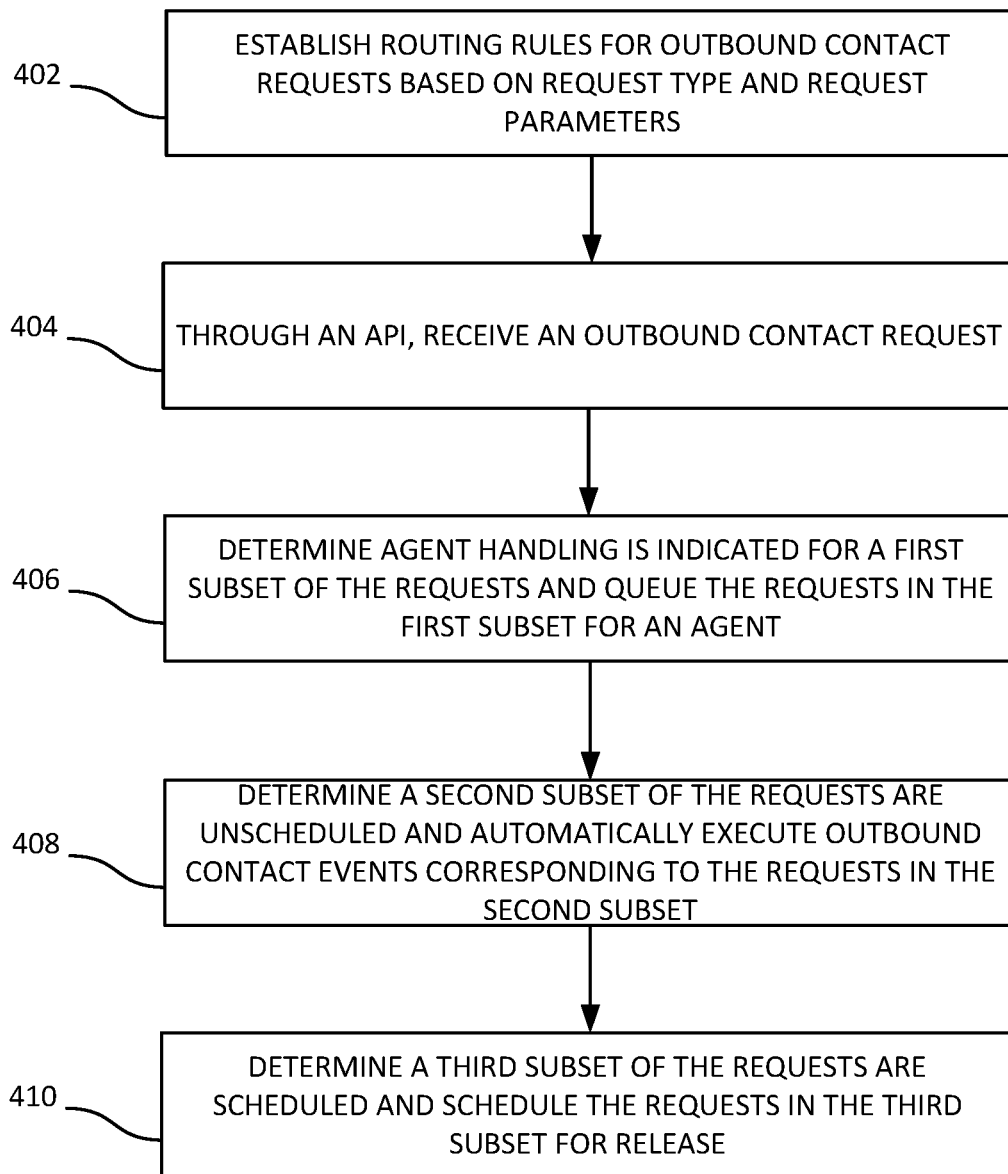 402
ESTABLISH ROUTING RULES FOR OUTBOUND CONTACT
REQUESTS BASED ON REQUEST TYPE AND REQUEST
PARAMETERS
404
THROUGH AN API, RECEIVE AN OUTBOUND CONTACT REQUEST
406
DETERMINE AGENT HANDLING IS INDICATED FOR A FIRST
SUBSET OF THE REQUESTS AND QUEUE THE REQUESTS IN THE
FIRST SUBSET FOR AN AGENT
408
DETERMINE A SECOND SUBSET OF THE REQUESTS ARE
UNSCHEDULED AND AUTOMATICALLY EXECUTE OUTBOUND
CONTACT EVENTS CORRESPONDING TO THE REQUESTS IN THE
SECOND SUBSET
410
DETERMINE A THIRD SUBSET OF THE REQUESTS ARE
SCHEDULED AND SCHEDULE THE REQUESTS IN THE THIRD
SUBSET FOR RELEASE